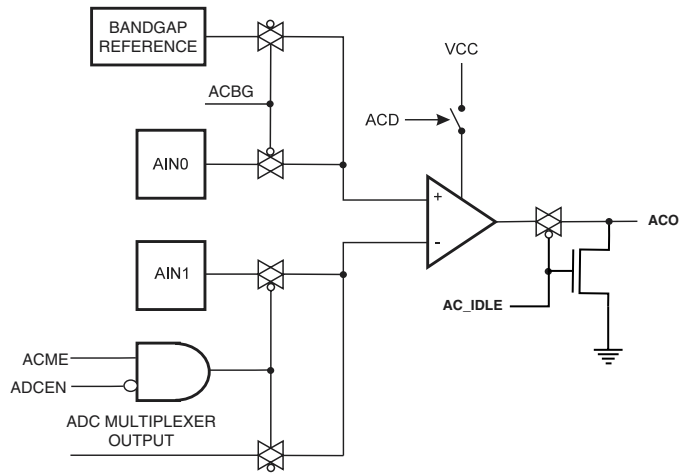 BANDGAP
REFERENCE
VCC
ACBG
ACD
AIN0
+
-
ACO
AIN1
AC_IDLE
ACME
ADCEN
ADC MULTIPLEXER
OUTPUT